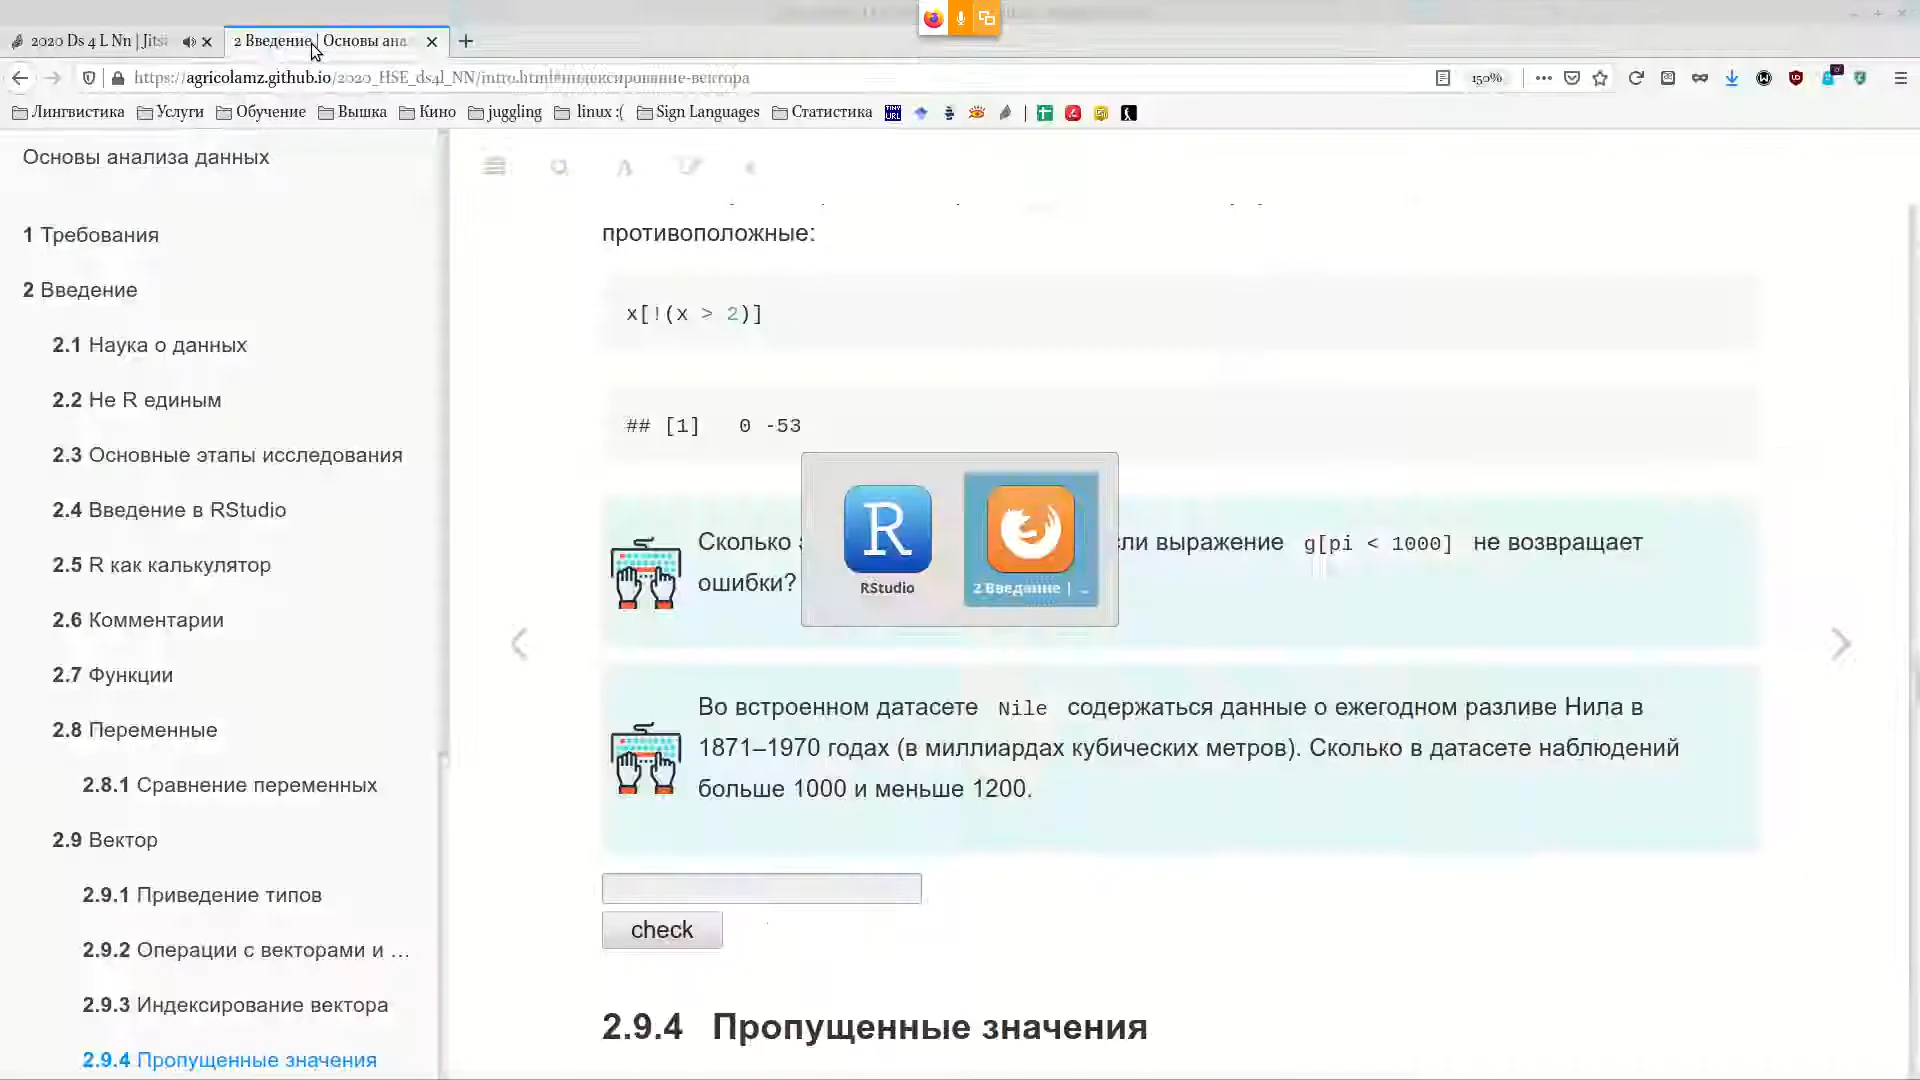 2020 Ds 4 L Nn | Jitsi
2 Введение | Основы ана
https://agricolamz.github.io/2020_HSE_ds4l_NN/intro.html#индексирование-вектора
150%
Лингвистика Услуги Обучение Вышка Кино juggling linux :( Sign Languages Статистика TINY URL
Основы анализа данных
1 Требования
2 Введение
2.1 Наука о данных
2.2 Не R единым
2.3 Основные этапы исследования
2.4 Введение в RStudio
2.5 R как калькулятор
2.6 Комментарии
2.7 Функции
2.8 Переменные
2.8.1 Сравнение переменных
2.9 Вектор
2.9.1 Приведение типов
2.9.2 Операции с векторами и …
2.9.3 Индексирование вектора
2.9.4 Пропущенные значения
противоположные:
x[!(x > 2)]
## [1]   0 -53
Сколько
сли выражение g[pi < 1000] не возвращает
ошибки?
R
RStudio
2 Введение | ...
Во встроенном датасете Nile содержаться данные о ежегодном разливе Нила в
1871–1970 годах (в миллиардах кубических метров). Сколько в датасете наблюдений
больше 1000 и меньше 1200.
check
2.9.4 Пропущенные значения